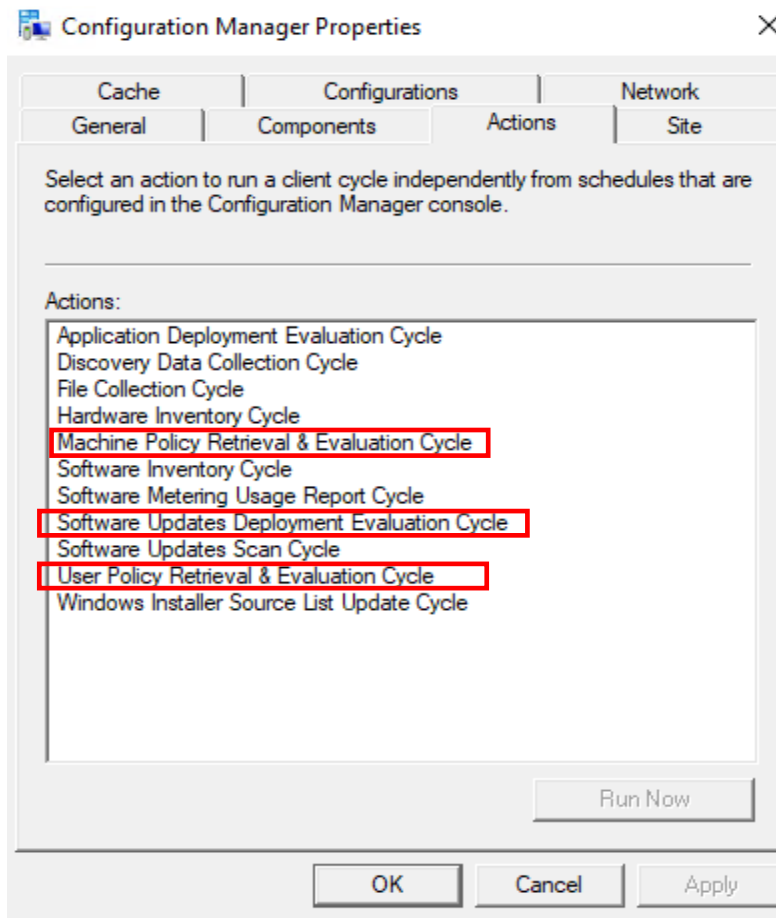 Configuration Manager Properties
Cache
Configurations
Network
General
Components
Actions
Site
Select an action to run a client cycle independently from schedules that are
configured in the Configuration Manager console.
Actions:
Application Deployment Evaluation Cycle
Discovery Data Collection Cycle
File Collection Cycle
Hardware Inventory Cycle
Machine Policy Retrieval & Evaluation Cycle
Software Inventory Cycle
Software Metering Usage Report Cycle
Software Updates Deployment Evaluation Cycle
Software Updates Scan Cycle
User Policy Retrieval & Evaluation Cycle
Windows Installer Source List Update Cycle
Run Now
OK
Cancel
Apply